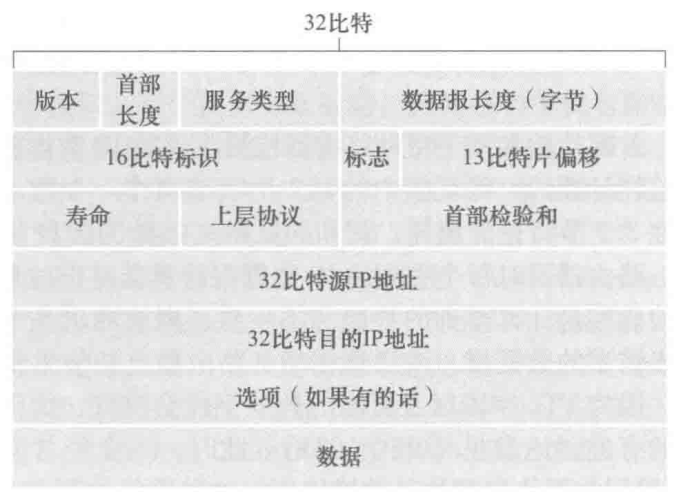 32比特
版本 首部长度 服务类型 数据报长度（字节）
16比特标识 标志 13比特片偏移
寿命 上层协议 首部检验和
32比特源IP地址
32比特目的IP地址
选项（如果有的话）
数据